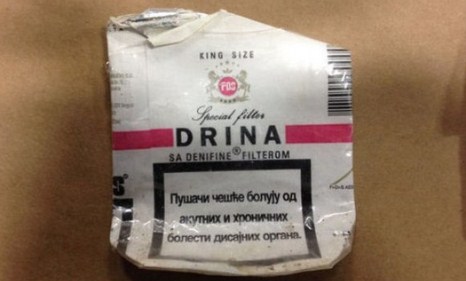 KING SIZE
FDS
Special filter
DRINA
SA DENIFINE® FILTEROM
Пушачи чешће болују од
акутних и хроничних
болести дисајних органа.